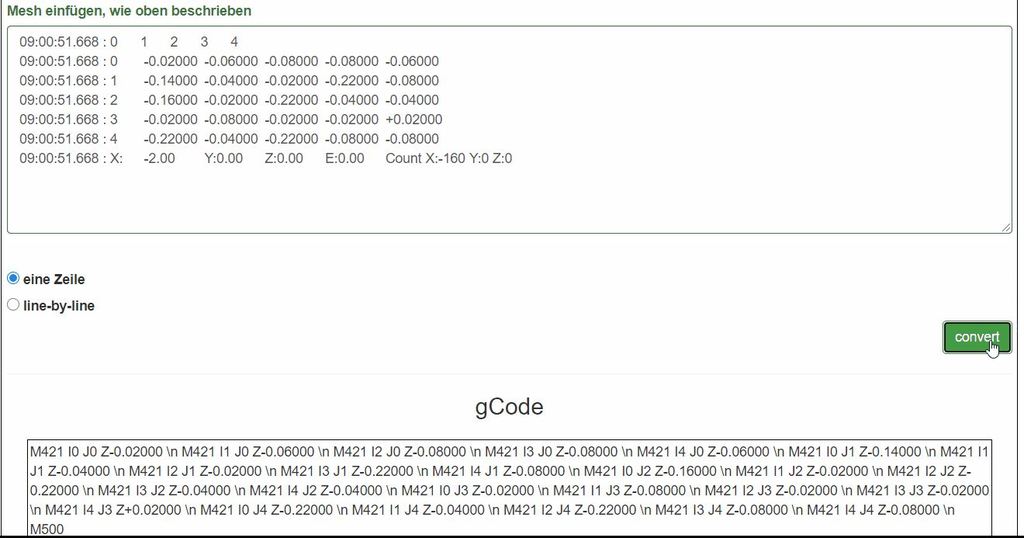 Mesh einfügen, wie oben beschrieben
09:00:51.668 : 0 1 2 3 4
09:00:51.668 : 0 -0.02000 -0.06000 -0.08000 -0.08000 -0.06000
09:00:51.668 : 1 -0.14000 -0.04000 -0.02000 -0.22000 -0.08000
09:00:51.668 : 2 -0.16000 -0.02000 -0.22000 -0.04000 -0.04000
09:00:51.668 : 3 -0.02000 -0.08000 -0.02000 -0.02000 +0.02000
09:00:51.668 : 4 -0.22000 -0.04000 -0.22000 -0.08000 -0.08000
09:00:51.668 : X: -2.00 Y:0.00 Z:0.00 E:0.00 Count X:-160 Y:0 Z:0
eine Zeile
line-by-line
convert
gCode
M421 I0 J0 Z-0.02000 \n M421 I1 J0 Z-0.06000 \n M421 I2 J0 Z-0.08000 \n M421 I3 J0 Z-0.08000 \n M421 I4 J0 Z-0.06000 \n M421 I0 J1 Z-0.14000 \n M421 I1
J1 Z-0.04000 \n M421 I2 J1 Z-0.02000 \n M421 I3 J1 Z-0.22000 \n M421 I4 J1 Z-0.08000 \n M421 I0 J2 Z-0.16000 \n M421 I1 J2 Z-0.02000 \n M421 I2 J2 Z-
0.22000 \n M421 I3 J2 Z-0.04000 \n M421 I4 J2 Z-0.04000 \n M421 I0 J3 Z-0.02000 \n M421 I1 J3 Z-0.08000 \n M421 I2 J3 Z-0.02000 \n M421 I3 J3 Z-0.02000
\n M421 I4 J3 Z+0.02000 \n M421 I0 J4 Z-0.22000 \n M421 I1 J4 Z-0.04000 \n M421 I2 J4 Z-0.22000 \n M421 I3 J4 Z-0.08000 \n M421 I4 J4 Z-0.08000 \n
M500